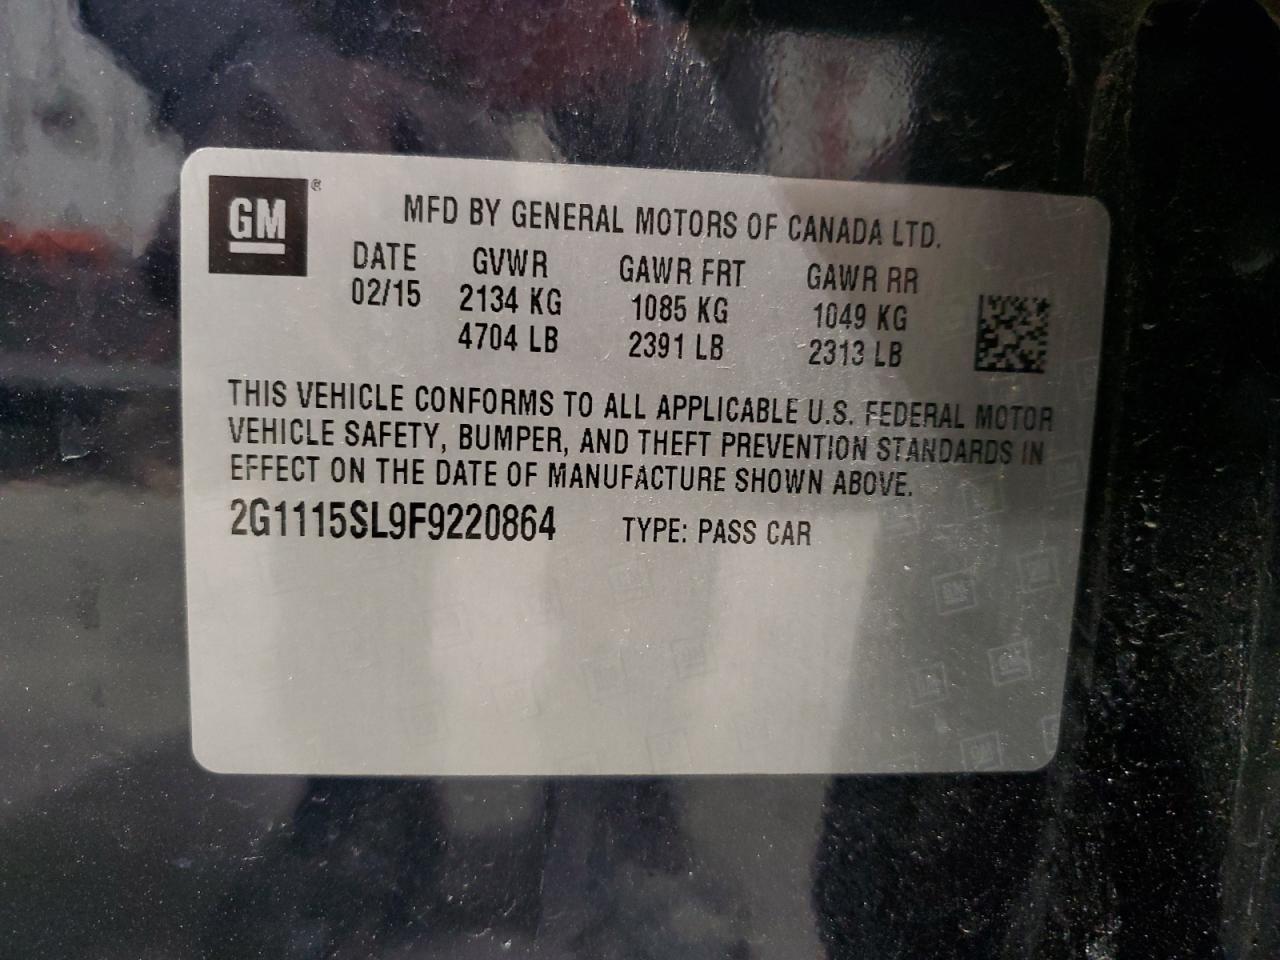 GM ®
MFD BY GENERAL MOTORS OF CANADA LTD.
DATE GVWR GAWR FRT GAWR RR
02/15 2134 KG 1085 KG 1049 KG
4704 LB 2391 LB 2313 LB
THIS VEHICLE CONFORMS TO ALL APPLICABLE U.S. FEDERAL MOTOR
VEHICLE SAFETY, BUMPER, AND THEFT PREVENTION STANDARDS IN
EFFECT ON THE DATE OF MANUFACTURE SHOWN ABOVE.
2G1115SL9F9220864 TYPE: PASS CAR